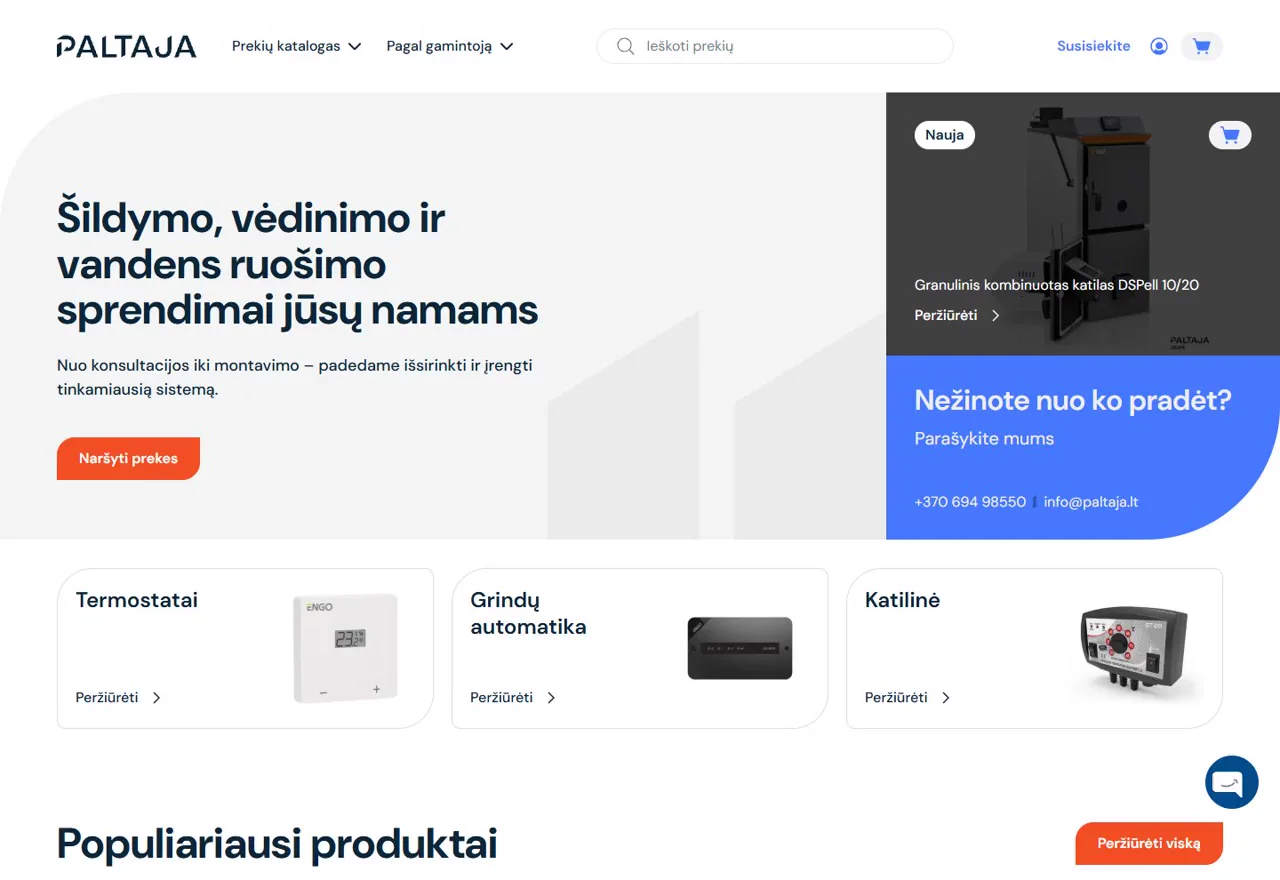 PALTAJA
Prekių katalogas
Pagal gamintoją
Ieškoti prekių
Susisiekite
Šildymo, vėdinimo ir
vandens ruošimo
sprendimai jūsų namams
Nuo konsultacijos iki montavimo – padedame išsirinkti ir įrengti
tinkamiausią sistemą.
Naršyti prekes
Nauja
Granulinis kombinuotas katilas DSPell 10/20
Peržiūrėti
PALTAJA
Nežinote nuo ko pradėt?
Parašykite mums
+370 694 98550
info@paltaja.lt
Termostatai
ENGO
Peržiūrėti
Grindų
automatika
Peržiūrėti
Katilinė
Peržiūrėti
Populiariausi produktai
Peržiūrėti viską